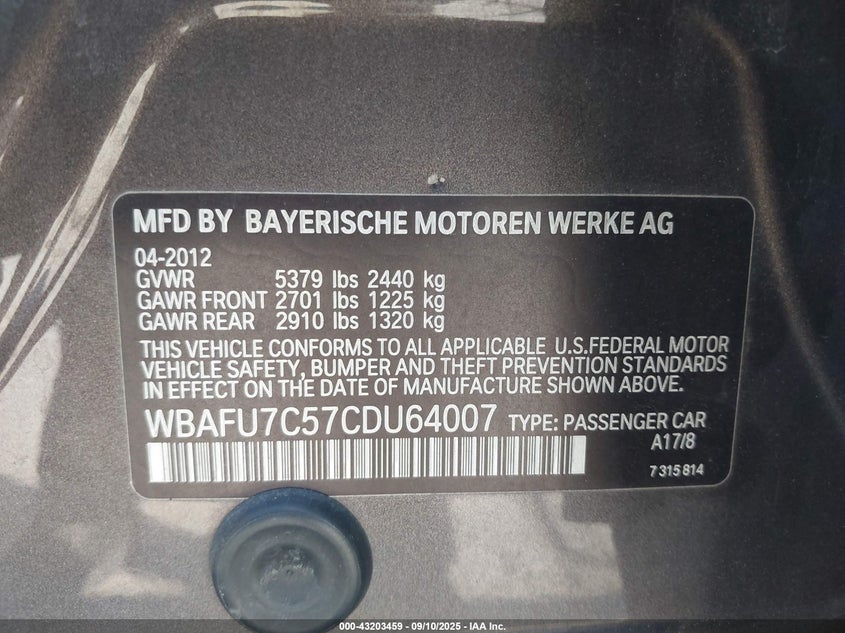 MFD BY BAYERISCHE MOTOREN WERKE AG
04-2012
GVWR 5379 lbs 2440 kg
GAWR FRONT 2701 lbs 1225 kg
GAWR REAR 2910 lbs 1320 kg
THIS VEHICLE CONFORMS TO ALL APPLICABLE U.S.FEDERAL MOTOR
VEHICLE SAFETY, BUMPER AND THEFT PREVENTION STANDARDS
IN EFFECT ON THE DATE OF MANUFACTURE SHOWN ABOVE.
WBAFU7C57CDU64007 TYPE: PASSENGER CAR
A17/8
7 315 814
000-43203459 - 09/10/2025 - IAA Inc.